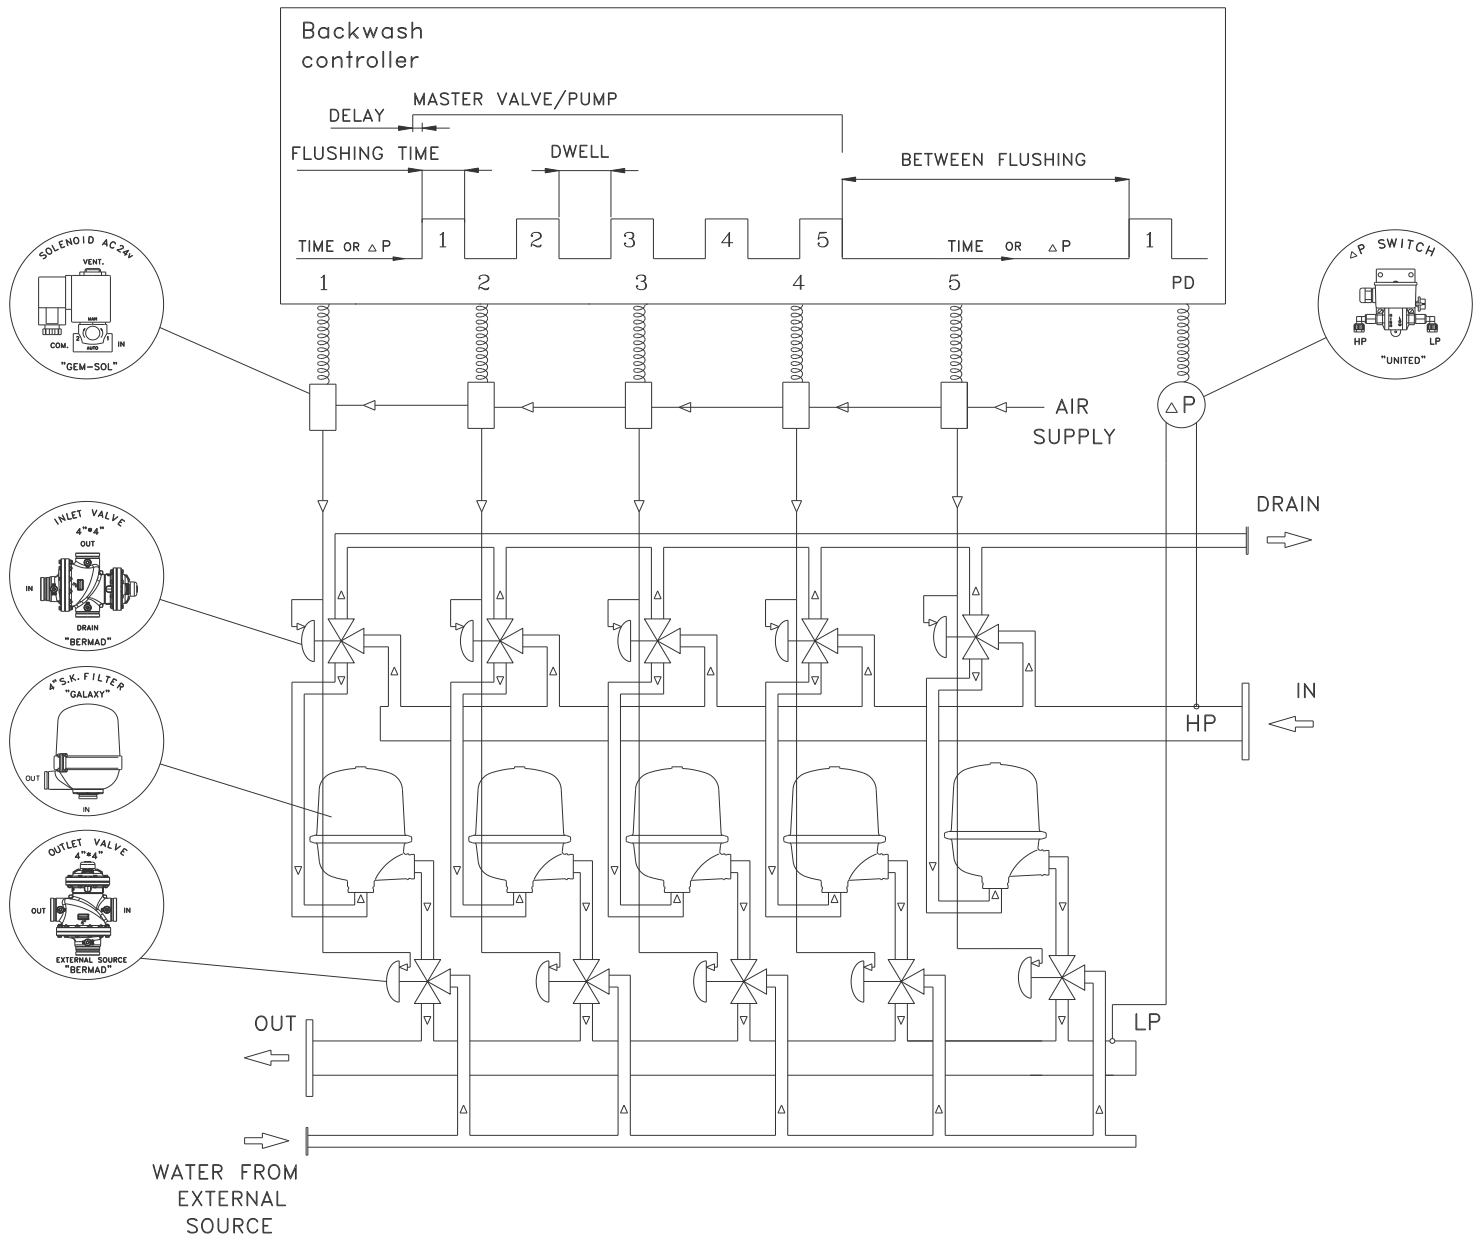 Backwash
controller
MASTER VALVE/PUMP
DELAY
FLUSHING TIME
DWELL
BETWEEN FLUSHING
TIME OR △P
1
2
3
4
5
TIME OR △P
1
1
2
3
4
5
PD
SOLENOID AC24v
VENT.
MAN
2
1
AUTO
COM.
IN
"GEM-SOL"
△P SWITCH
HP
LP
"UNITED"
△P
AIR
SUPPLY
DRAIN
INLET VALVE
4"*4"
OUT
IN
DRAIN
"BERMAD"
4"S.K.FILTER
"GALAXY"
OUT
IN
IN
HP
OUTLET VALVE
4"*4"
OUT
IN
EXTERNAL SOURCE
"BERMAD"
OUT
LP
WATER FROM
EXTERNAL
SOURCE